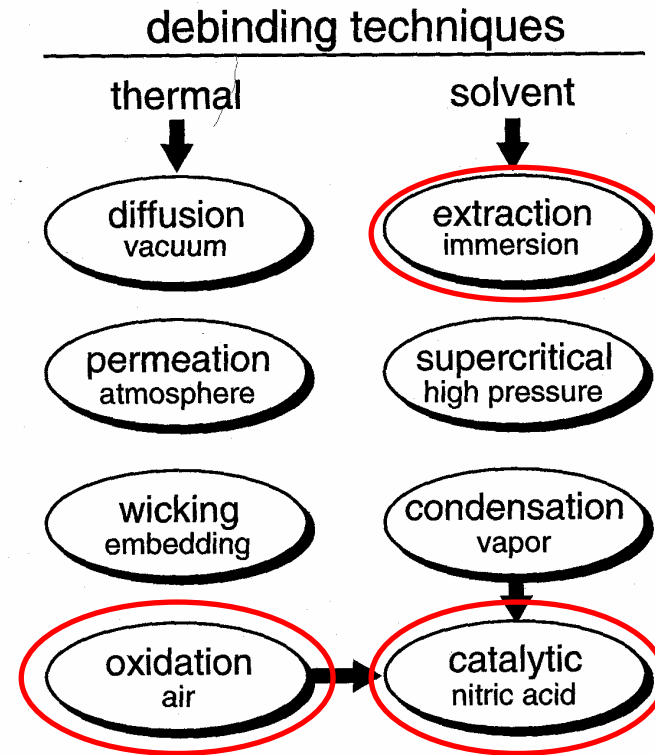 debinding techniques
thermal
solvent
diffusion
vacuum
extraction
immersion
permeation
atmosphere
supercritical
high pressure
wicking
embedding
condensation
vapor
oxidation
air
catalytic
nitric acid